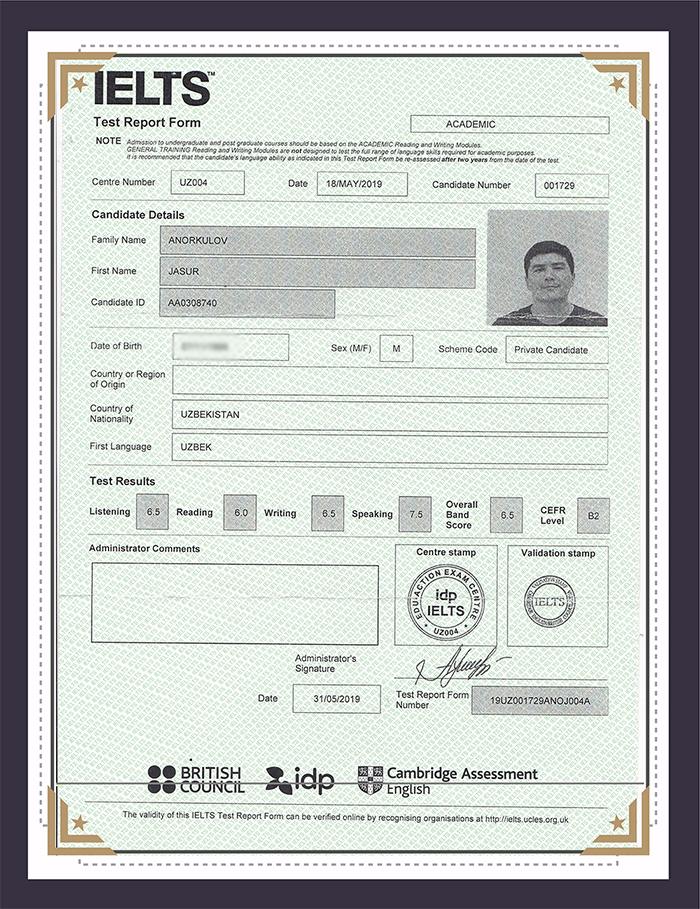 IELTS™
Test Report Form
ACADEMIC
NOTE Admission to undergraduate and post graduate courses should be based on the ACADEMIC Reading and Writing Modules.
GENERAL TRAINING Reading and Writing Modules are not designed to test the full range of language skills required for academic purposes.
It is recommended that the candidate's language ability as indicated in this Test Report Form be re-assessed after two years from the date of the test.
Centre Number UZ004 Date 18/MAY/2019 Candidate Number 001729
Candidate Details
Family Name ANORKULOV
First Name JASUR
Candidate ID AA0308740
Date of Birth Sex (M/F) M Scheme Code Private Candidate
Country or Region
of Origin
Country of
Nationality UZBEKISTAN
First Language UZBEK
Test Results
Listening 6.5 Reading 6.0 Writing 6.5 Speaking 7.5 Overall Band Score 6.5 CEFR Level B2
Administrator Comments
Centre stamp
EDU-ACTION EXAM CENTRE
idp
IELTS
UZ004
Validation stamp
IELTS
Administrator's
Signature
Date 31/05/2019
Test Report Form
Number 19UZ001729ANOJ004A
BRITISH
COUNCIL
idp
Cambridge Assessment
English
The validity of this IELTS Test Report Form can be verified online by recognising organisations at http://ielts.ucles.org.uk